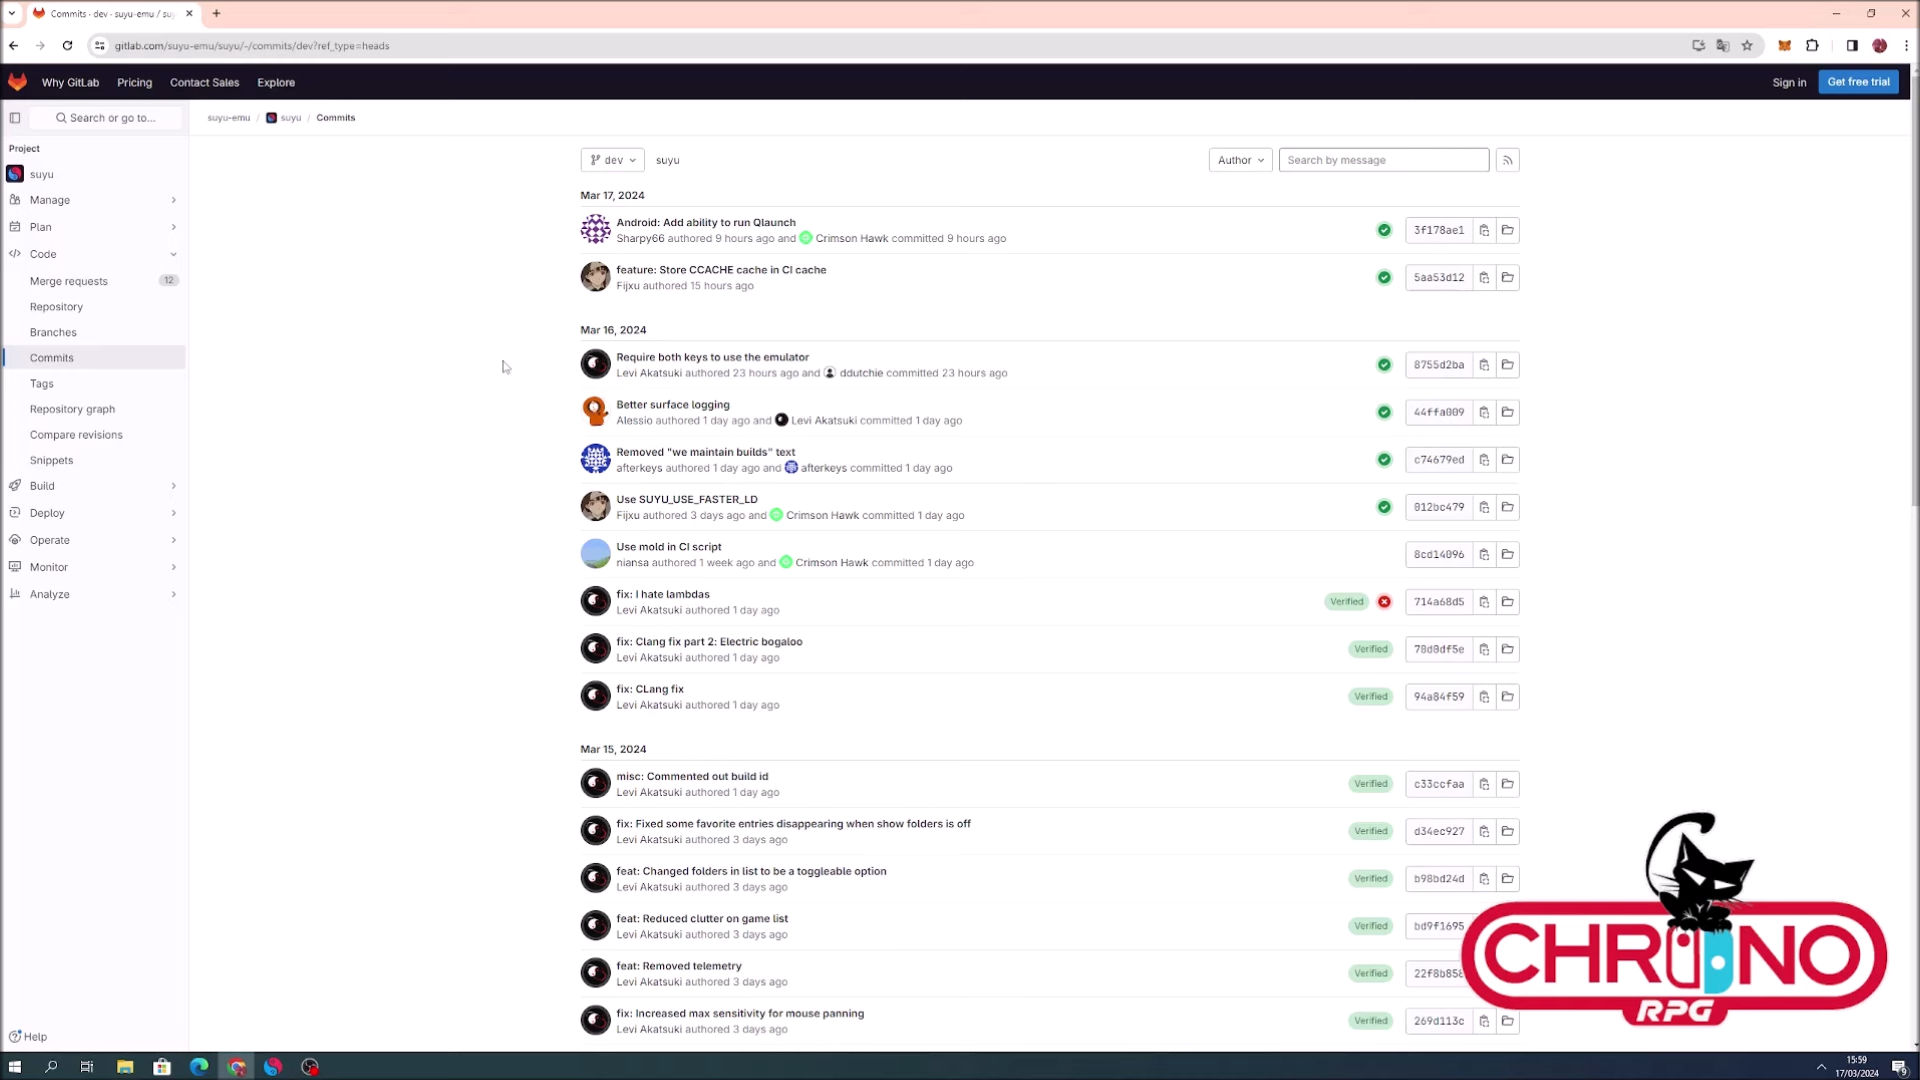 Commits · dev · suyu-emu / suy
gitlab.com/suyu-emu/suyu/-/commits/dev?ref_type=heads
Why GitLab
Pricing
Contact Sales
Explore
Sign in
Get free trial
Search or go to...
suyu-emu / suyu / Commits
Project
suyu
Manage
Plan
Code
Merge requests 12
Repository
Branches
Commits
Tags
Repository graph
Compare revisions
Snippets
Build
Deploy
Operate
Monitor
Analyze
Help
dev
suyu
Author
Search by message
Mar 17, 2024
Android: Add ability to run Qlaunch
Sharpy66 authored 9 hours ago and Crimson Hawk committed 9 hours ago
3f178ae1
feature: Store CCACHE cache in CI cache
Fijxu authored 15 hours ago
5aa53d12
Mar 16, 2024
Require both keys to use the emulator
Levi Akatsuki authored 23 hours ago and ddutchie committed 23 hours ago
8755d2ba
Better surface logging
Alessio authored 1 day ago and Levi Akatsuki committed 1 day ago
44ffa009
Removed "we maintain builds" text
afterkeys authored 1 day ago and afterkeys committed 1 day ago
c74679ed
Use SUYU_USE_FASTER_LD
Fijxu authored 3 days ago and Crimson Hawk committed 1 day ago
012bc479
Use mold in CI script
niansa authored 1 week ago and Crimson Hawk committed 1 day ago
8cd14096
fix: I hate lambdas
Levi Akatsuki authored 1 day ago
Verified
714a68d5
fix: Clang fix part 2: Electric bogaloo
Levi Akatsuki authored 1 day ago
Verified
78d0df5e
fix: CLang fix
Levi Akatsuki authored 1 day ago
Verified
94a84f59
Mar 15, 2024
misc: Commented out build id
Levi Akatsuki authored 1 day ago
Verified
c33ccfaa
fix: Fixed some favorite entries disappearing when show folders is off
Levi Akatsuki authored 3 days ago
Verified
d34ec927
feat: Changed folders in list to be a toggleable option
Levi Akatsuki authored 3 days ago
Verified
b98bd24d
feat: Reduced clutter on game list
Levi Akatsuki authored 3 days ago
Verified
bd9f1695
feat: Removed telemetry
Levi Akatsuki authored 3 days ago
Verified
22f8b858
fix: Increased max sensitivity for mouse panning
Levi Akatsuki authored 3 days ago
Verified
269d113c
CHRONO
RPG
15:59
17/03/2024